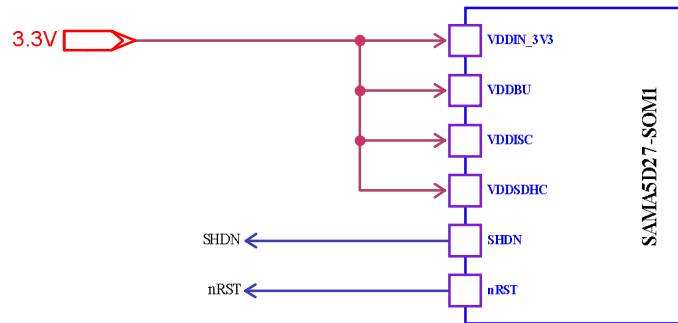 3.3V
VDDIN_3V3
VDDBU
VDDISC
VDDSDHC
SHDN
SHDN
nRST
nRST
SAMA5D27-SOM1